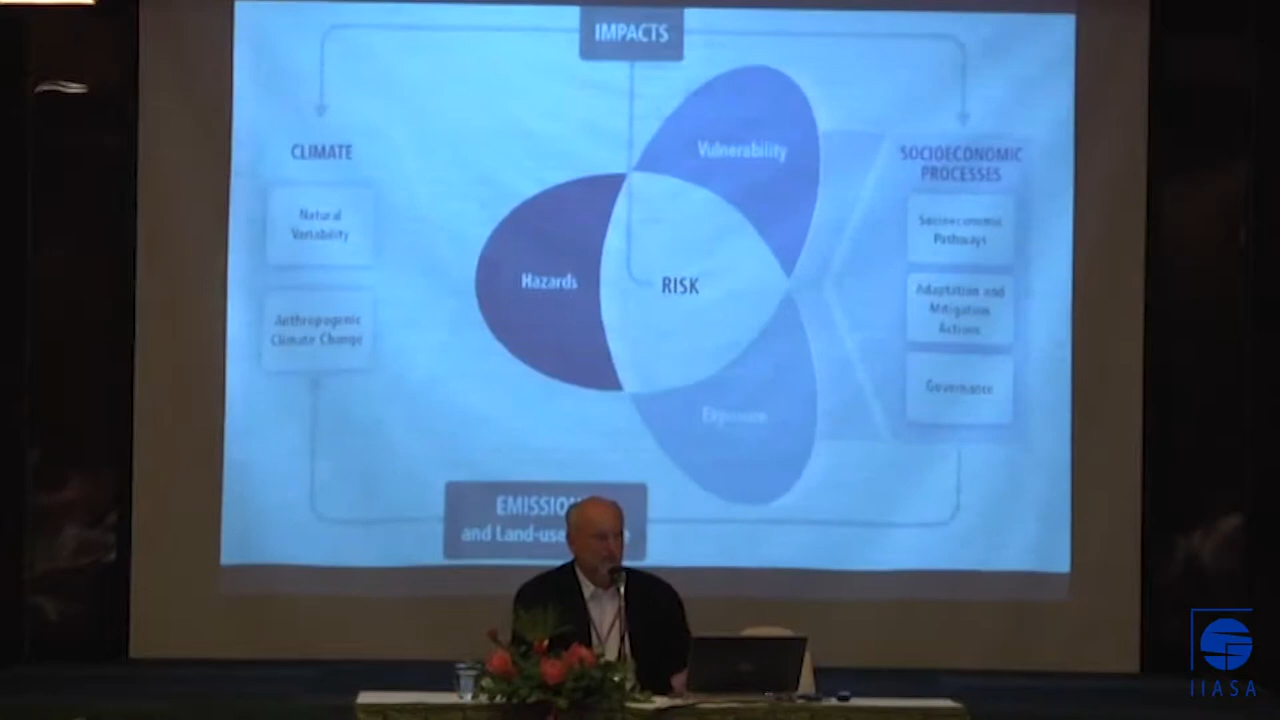 IMPACTS
CLIMATE
Natural
Variability
Anthropogenic
Climate Change
Vulnerability
Hazards
RISK
Exposure
SOCIOECONOMIC
PROCESSES
Socioeconomic
Pathways
Adaptation and
Mitigation
Actions
Governance
EMISSION
and Land-use
IIASA